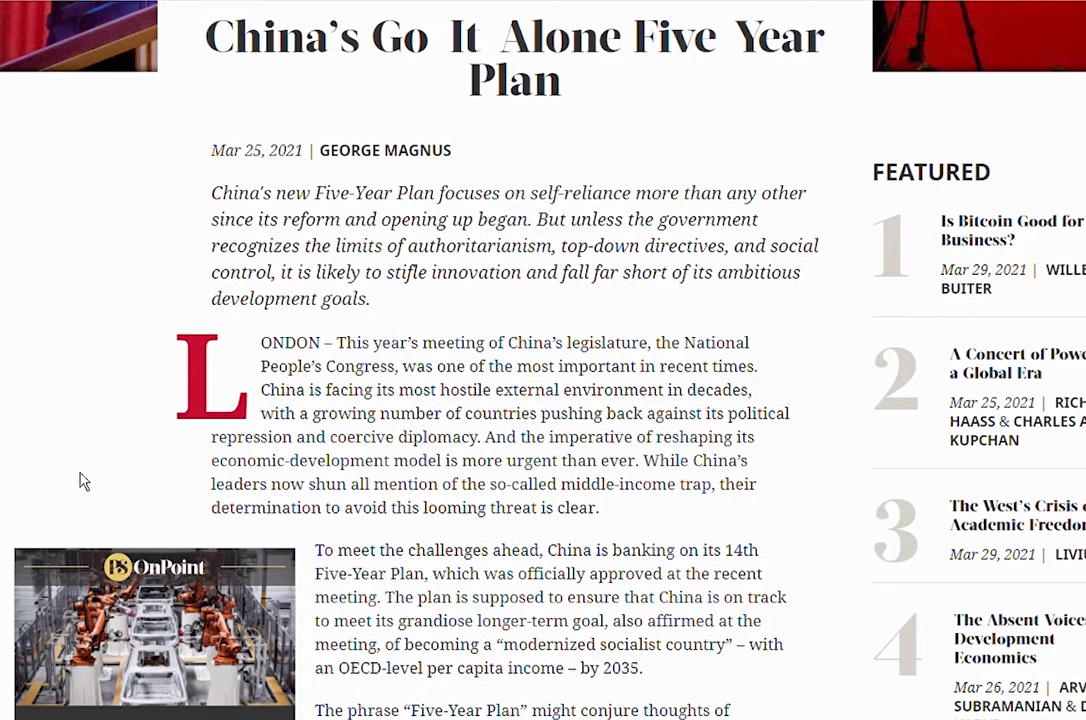 China's Go It Alone Five Year
Plan
Mar 25, 2021 | GEORGE MAGNUS
China's new Five-Year Plan focuses on self-reliance more than any other
since its reform and opening up began. But unless the government
recognizes the limits of authoritarianism, top-down directives, and social
control, it is likely to stifle innovation and fall far short of its ambitious
development goals.
LONDON – This year's meeting of China's legislature, the National
People's Congress, was one of the most important in recent times.
China is facing its most hostile external environment in decades,
with a growing number of countries pushing back against its political
repression and coercive diplomacy. And the imperative of reshaping its
economic-development model is more urgent than ever. While China's
leaders now shun all mention of the so-called middle-income trap, their
determination to avoid this looming threat is clear.
PS OnPoint
To meet the challenges ahead, China is banking on its 14th
Five-Year Plan, which was officially approved at the recent
meeting. The plan is supposed to ensure that China is on track
to meet its grandiose longer-term goal, also affirmed at the
meeting, of becoming a “modernized socialist country” – with
an OECD-level per capita income – by 2035.
The phrase “Five-Year Plan” might conjure thoughts of
FEATURED
1
Is Bitcoin Good for
Business?
Mar 29, 2021 | WILLE
BUITER
2
A Concert of Powe
a Global Era
Mar 25, 2021 | RICH
HAASS & CHARLES A
KUPCHAN
3
The West's Crisis o
Academic Freedo
Mar 29, 2021 | LIVI
4
The Absent Voice
Development
Economics
Mar 26, 2021 | ARV
SUBRAMANIAN &